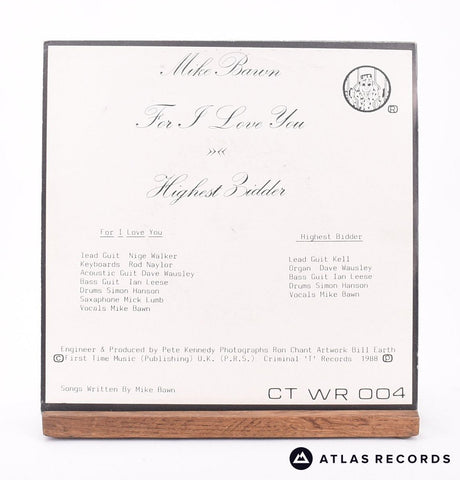 Mike Bawn
For I Love You
»«
Highest Bidder
For I Love You
lead Guit Nige Walker
Keyboards Rod Naylor
Acoustic Guit Dave Wausley
Bass Guit Ian Leese
Drums Simon Hanson
Saxaphone Mick Lumb
Vocals Mike Bawn
Highest Bidder
Lead Guit Kell
Organ Dave Wausley
Bass Guit Ian Leese
Drums Simon Hanson
Vocals Mike Bawn
Engineer & Produced by Pete Kennedy Photographs Ron Chant Artwork Bill Earth
©First Time Music (Publishing) U.K. (P.R.S.) Criminal 'T' Records 1988 ℗
Songs Written By Mike Bawn
CT WR 004
ATLAS RECORDS